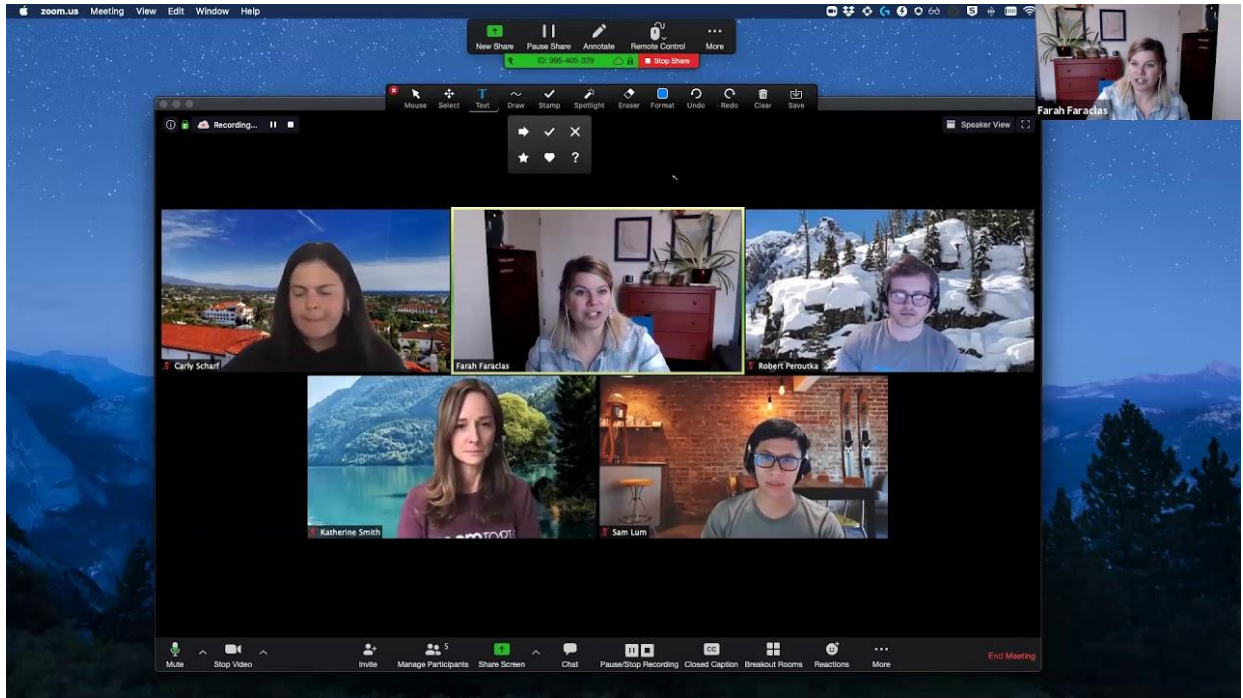 zoom.us Meeting View Edit Window Help
New Share Pause Share Annotate Remote Control More
ID: 995-405-329 Stop Share
Mouse Select Text Draw Stamp Spotlight Eraser Format Undo Redo Clear Save
Farah Faraclas
Recording...
Speaker View
Carly Scharf
Farah Faraclas
Robert Peroutka
Katherine Smith
Sam Lum
5
Mute Stop Video Invite Manage Participants Share Screen Chat Pause/Stop Recording Closed Caption Breakout Rooms Reactions More End Meeting